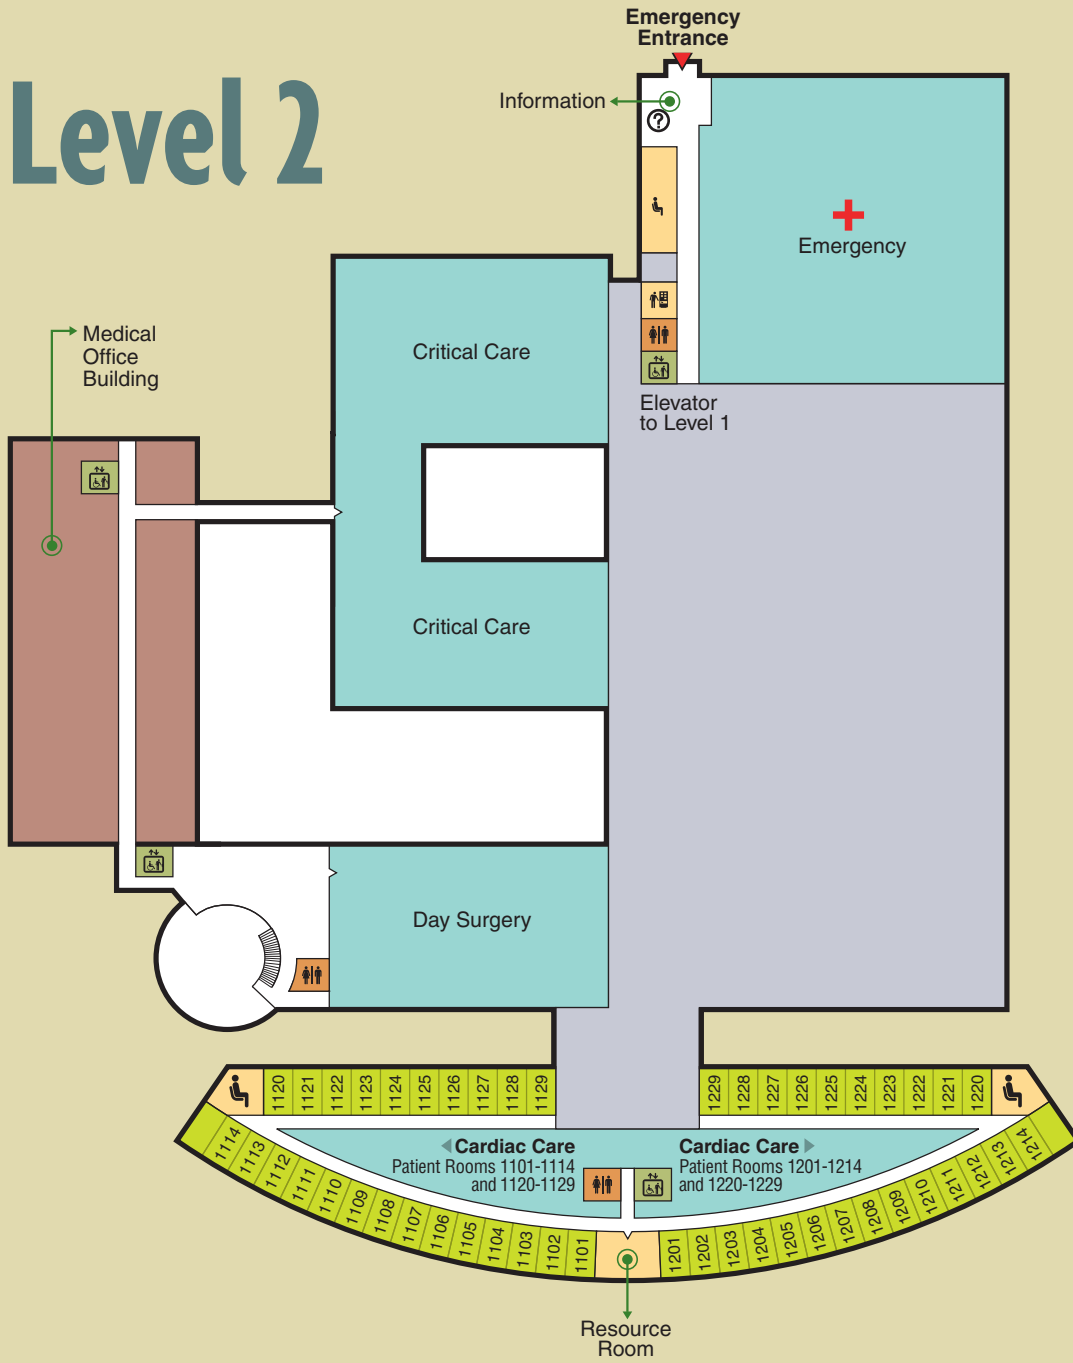 Level 2
Emergency
Entrance
Information
?
Emergency
Critical Care
Medical
Office
Building
Elevator
to Level 1
Critical Care
Day Surgery
1120
1121
1122
1123
1124
1125
1126
1127
1128
1129
1229
1228
1227
1226
1225
1224
1223
1222
1221
1220
Cardiac Care
Patient Rooms 1101-1114
and 1120-1129
Cardiac Care
Patient Rooms 1201-1214
and 1220-1229
1114
1113
1112
1111
1110
1109
1108
1107
1106
1105
1104
1103
1102
1101
1201
1202
1203
1204
1205
1206
1207
1208
1209
1210
1211
1212
1213
1214
Resource
Room